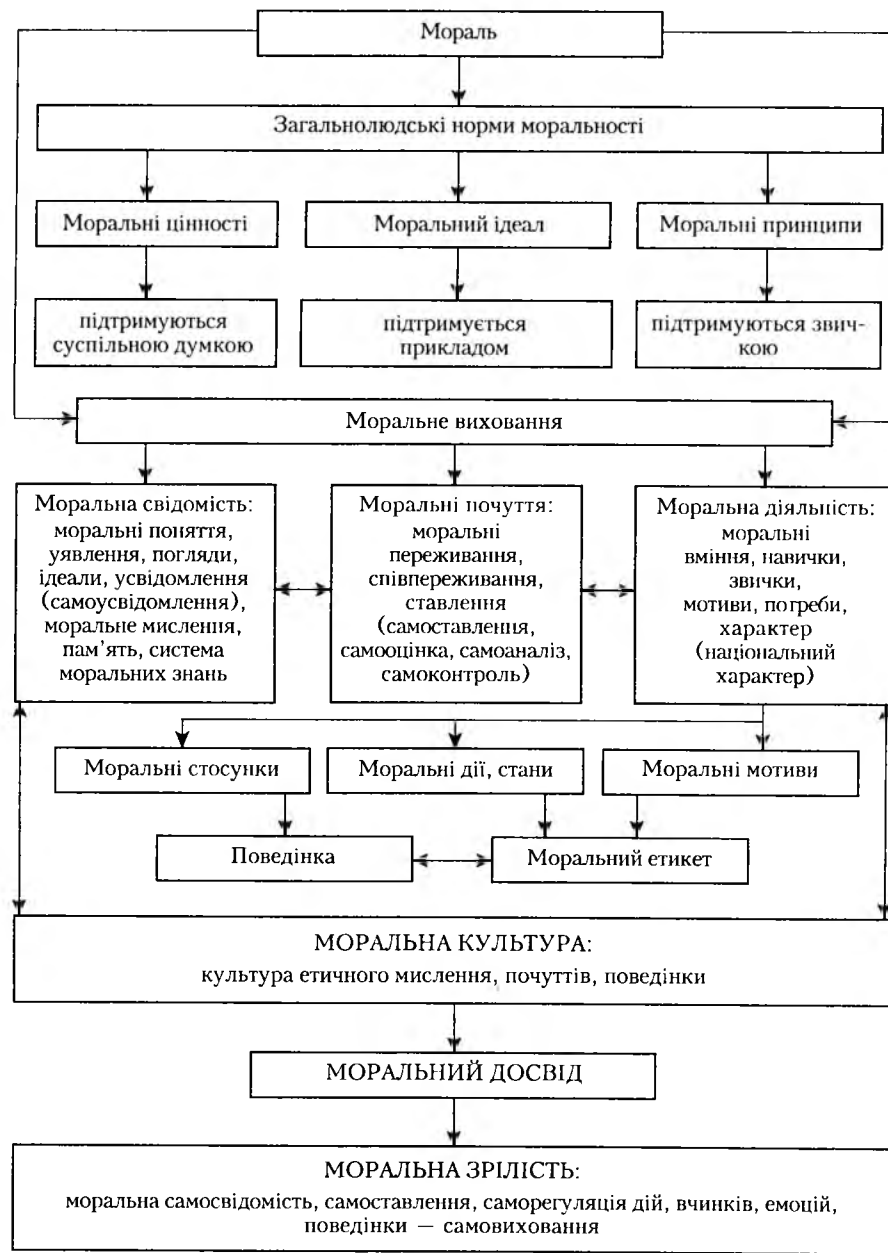 Мораль
Загальнолюдські норми моральності
Моральні цінності
Моральний ідеал
Моральні принципи
підтримуються
суспільною думкою
підтримується
прикладом
підтримуються звич-
кою
Моральне виховання
Моральна свідомість:
моральні поняття,
уявлення, погляди,
ідеали, усвідомлення
(самоусвідомлення),
моральне мислення,
пам’ять, система
моральних знань
Моральні почуття:
моральні
переживання,
співпереживання,
ставлення
(самоставлення,
самооцінка, самоаналіз,
самоконтроль)
Моральна діяльність:
моральні
вміння, навички,
звички,
мотиви, погреби,
характер
(національний
характер)
Моральні стосунки
Моральні дії, стани
Моральні мотиви
Поведінка
Моральний етикет
МОРАЛЬНА КУЛЬТУРА:
культура етичного мислення, почуттів, поведінки
МОРАЛЬНИЙ ДОСВІД
МОРАЛЬНА ЗРІЛІСТЬ:
моральна самосвідомість, самоставлення, саморегуляція дій, вчинків, емоцій,
поведінки — самовиховання